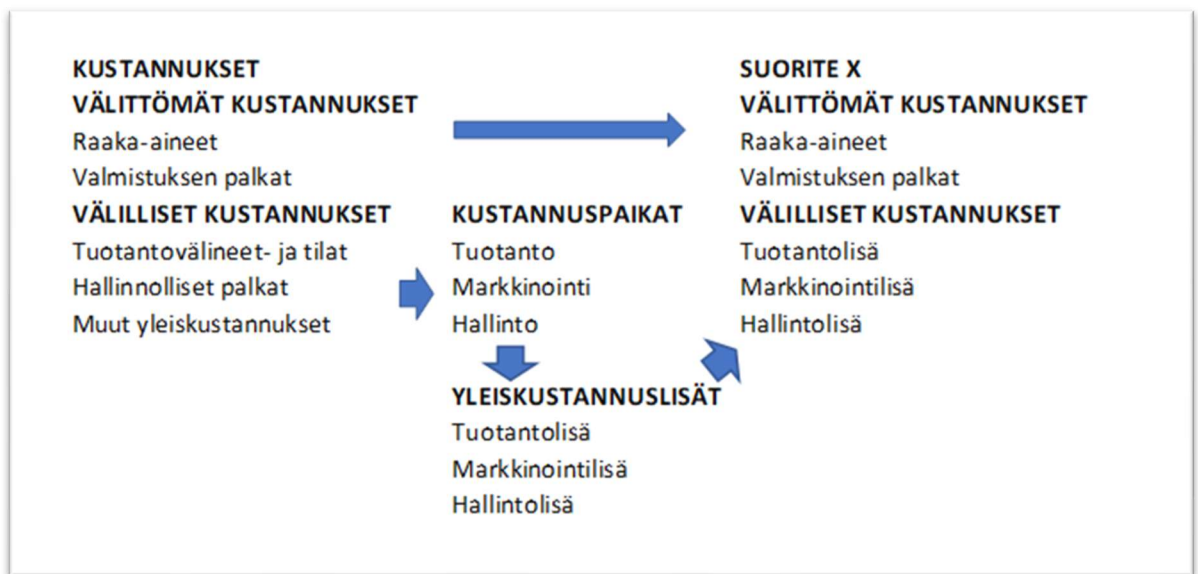 KUSTANNUKSET
VÄLITTÖMÄT KUSTANNUKSET
Raaka-aineet
Valmistuksen palkat
VÄLILLISET KUSTANNUKSET
Tuotantovälineet- ja tilat
Hallinnolliset palkat
Muut yleiskustannukset
KUSTANNUSPAIKAT
Tuotanto
Markkinointi
Hallinto
YLEISKUSTANNUSLISÄT
Tuotantolisä
Markkinointilisä
Hallintolisä
SUORITE X
VÄLITTÖMÄT KUSTANNUKSET
Raaka-aineet
Valmistuksen palkat
VÄLILLISET KUSTANNUKSET
Tuotantolisä
Markkinointilisä
Hallintolisä